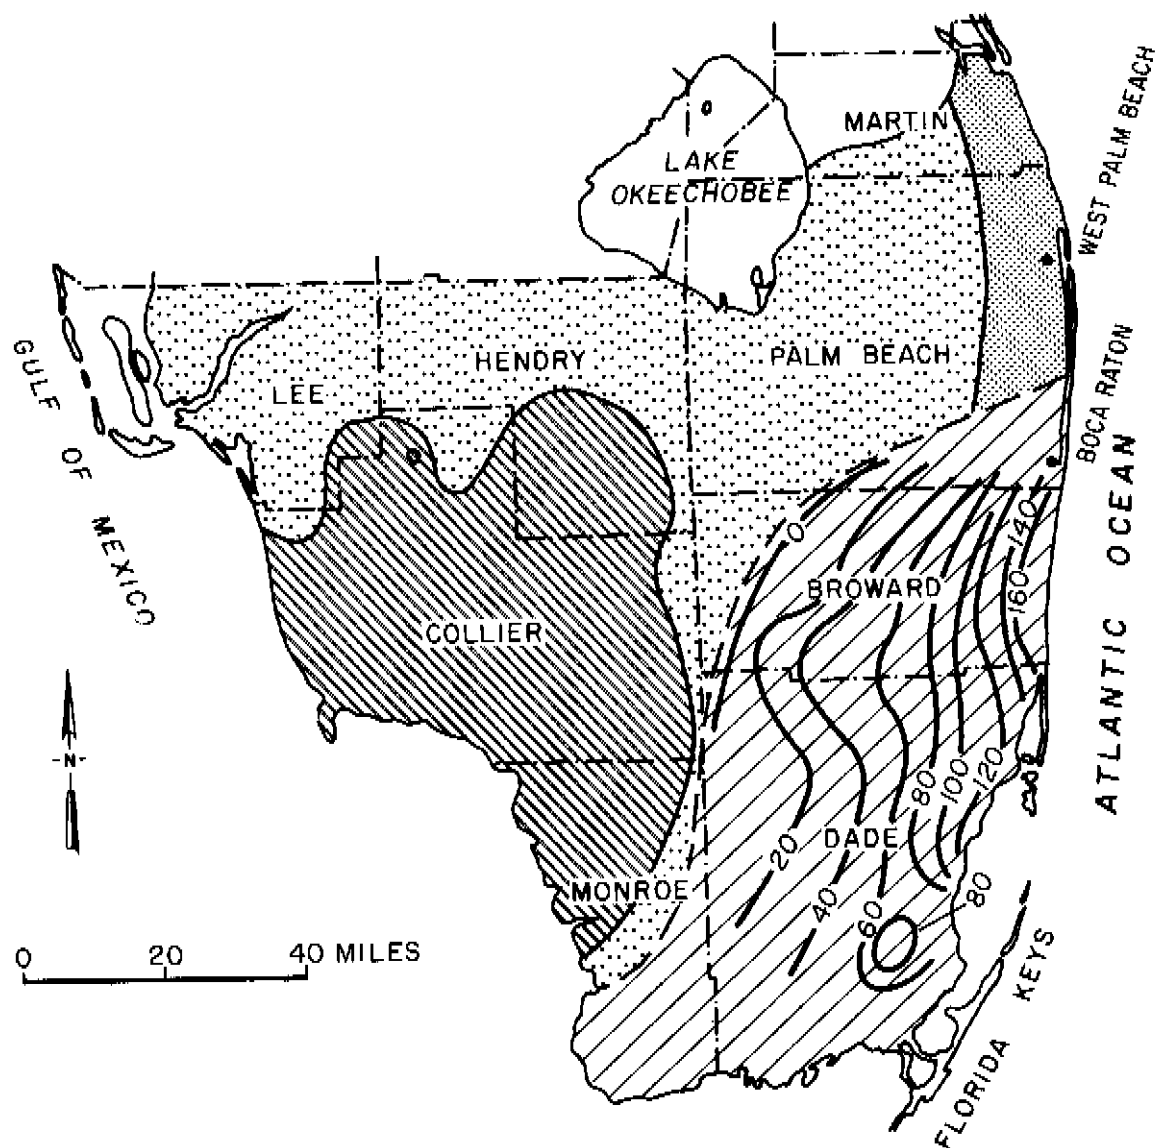 MARTIN
WEST PALM BEACH
LAKE
OKEECHOBEE
HENDRY
PALM BEACH
LEE
GULF OF MEXICO
BOCA RATON
ATLANTIC OCEAN
0
140
BROWARD
160
COLLIER
-N-
80
100
120
20
DADE
MONROE
40
60
80
0 20 40 MILES
FLORIDA KEYS